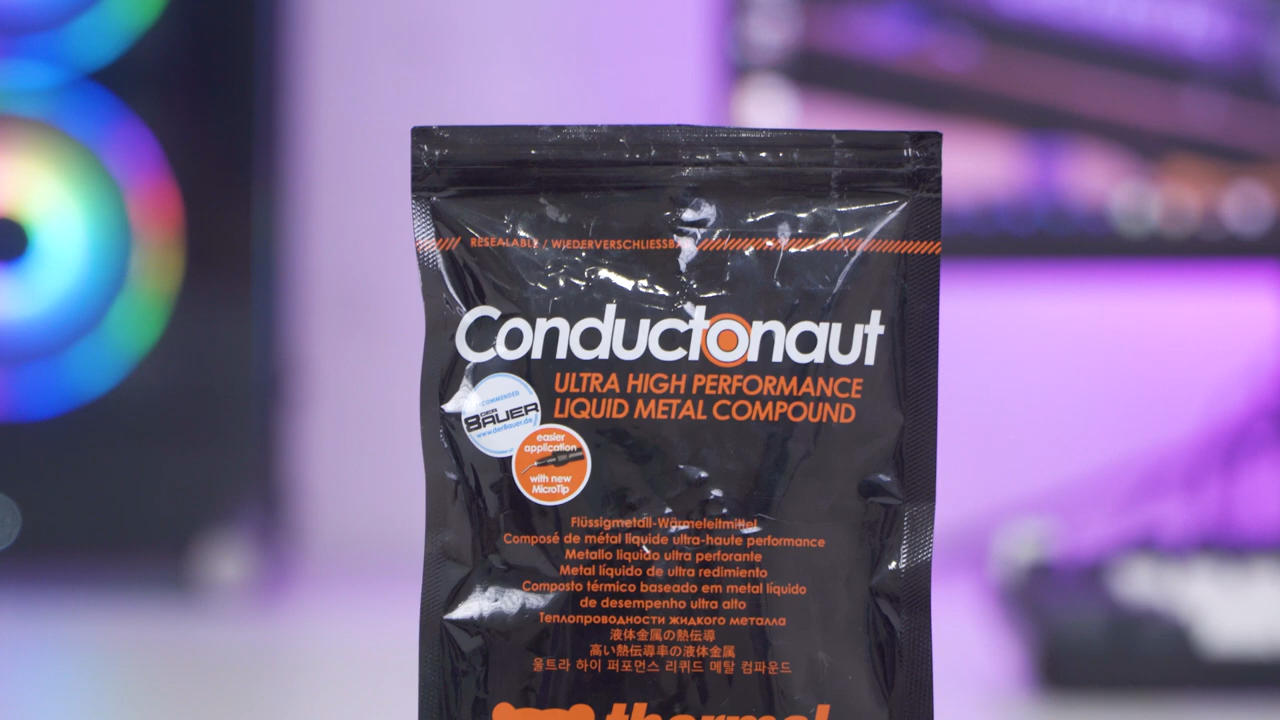 RESEALABLE / WIEDERVERSCHLIESSBA
Conductonaut
ULTRA HIGH PERFORMANCE
LIQUID METAL COMPOUND
DER
8AUER
www.der8auer.de
easier
application
with new
MicroTip
Flüssigmetall-Wärmeleitmittel
Composé de métal liquide ultra-haute performance
Metallo liquido ultra perforante
Metal líquido de ultra redimiento
Composto térmico baseado em metal líquido
de desempenho ultra alto
Теплопроводности жидкого металла
液体金属の熱伝導
高い熱伝導率の液体金属
울트라 하이 퍼포먼스 리퀴드 메탈 컴파운드
thermal